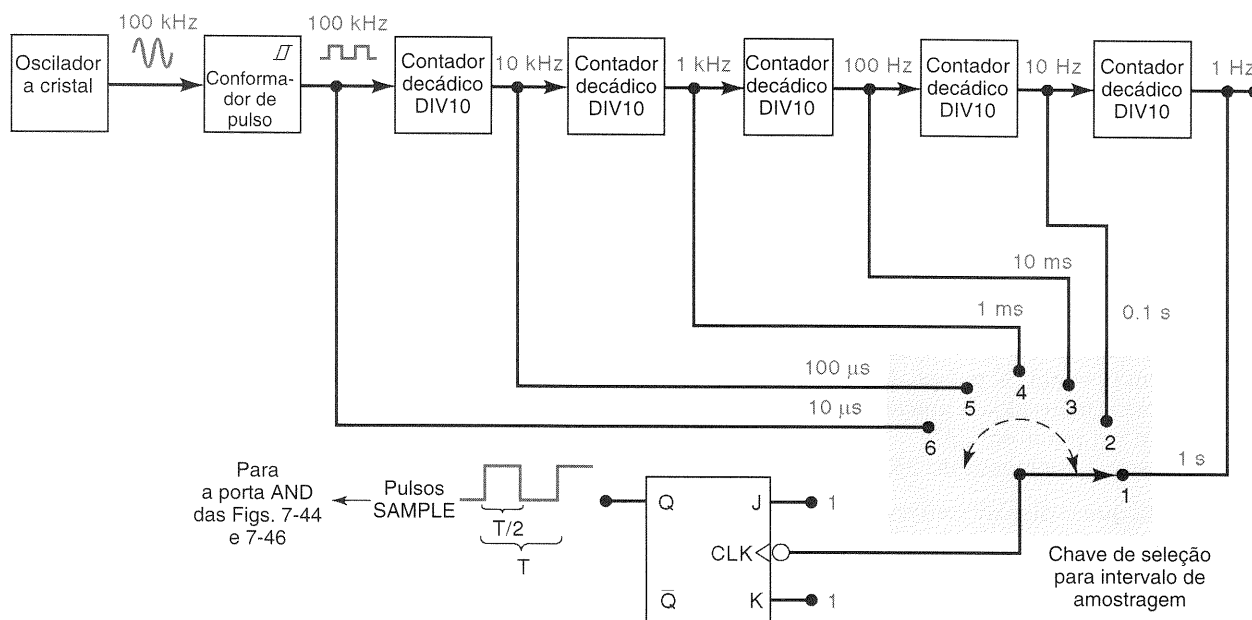 100 kHz
100 kHz
Oscilador
a cristal
Conforma-
dor de
pulso
Contador
decádico
DIV10
10 kHz
Contador
decádico
DIV10
1 kHz
Contador
decádico
DIV10
100 Hz
Contador
decádico
DIV10
10 Hz
Contador
decádico
DIV10
1 Hz
10 ms
1 ms
0.1 s
100 μs
10 μs
6
5
4
3
2
1
1 s
Para
a porta AND
das Figs. 7-44
e 7-46
Pulsos
SAMPLE
T/2
T
Q
J
1
CLK
Q̅
K
1
Chave de seleção
para intervalo de
amostragem